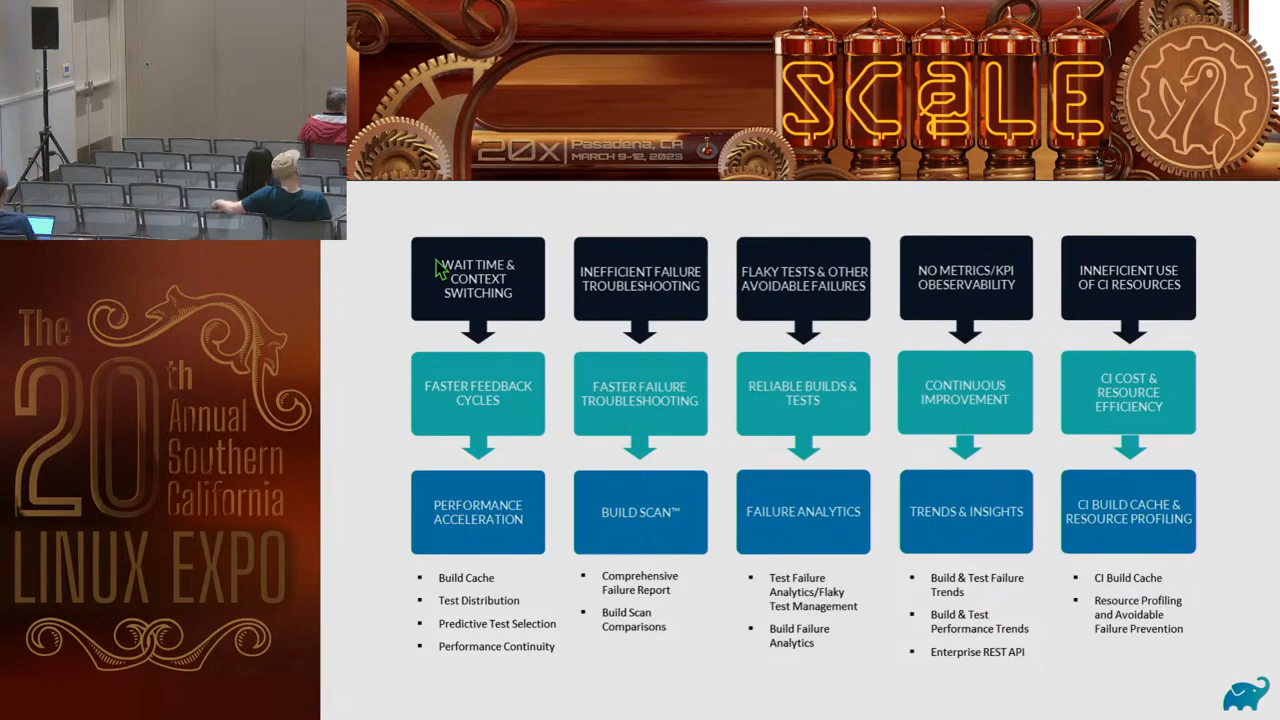 SCaLE
20x
Pasadena, CA
MARCH 9-12, 2023
The
20th
Annual
Southern
California
LINUX EXPO
WAIT TIME &
CONTEXT
SWITCHING
INEFFICIENT FAILURE
TROUBLESHOOTING
FLAKY TESTS & OTHER
AVOIDABLE FAILURES
NO METRICS/KPI
OBESERVABILITY
INNEFICIENT USE
OF CI RESOURCES
FASTER FEEDBACK
CYCLES
FASTER FAILURE
TROUBLESHOOTING
RELIABLE BUILDS &
TESTS
CONTINUOUS
IMPROVEMENT
CI COST &
RESOURCE
EFFICIENCY
PERFORMANCE
ACCELERATION
BUILD SCAN™
FAILURE ANALYTICS
TRENDS & INSIGHTS
CI BUILD CACHE &
RESOURCE PROFILING
▪ Build Cache
▪ Test Distribution
▪ Predictive Test Selection
▪ Performance Continuity
▪ Comprehensive
Failure Report
▪ Build Scan
Comparisons
▪ Test Failure
Analytics/Flaky
Test Management
▪ Build Failure
Analytics
▪ Build & Test Failure
Trends
▪ Build & Test
Performance Trends
▪ Enterprise REST API
▪ CI Build Cache
▪ Resource Profiling
and Avoidable
Failure Prevention